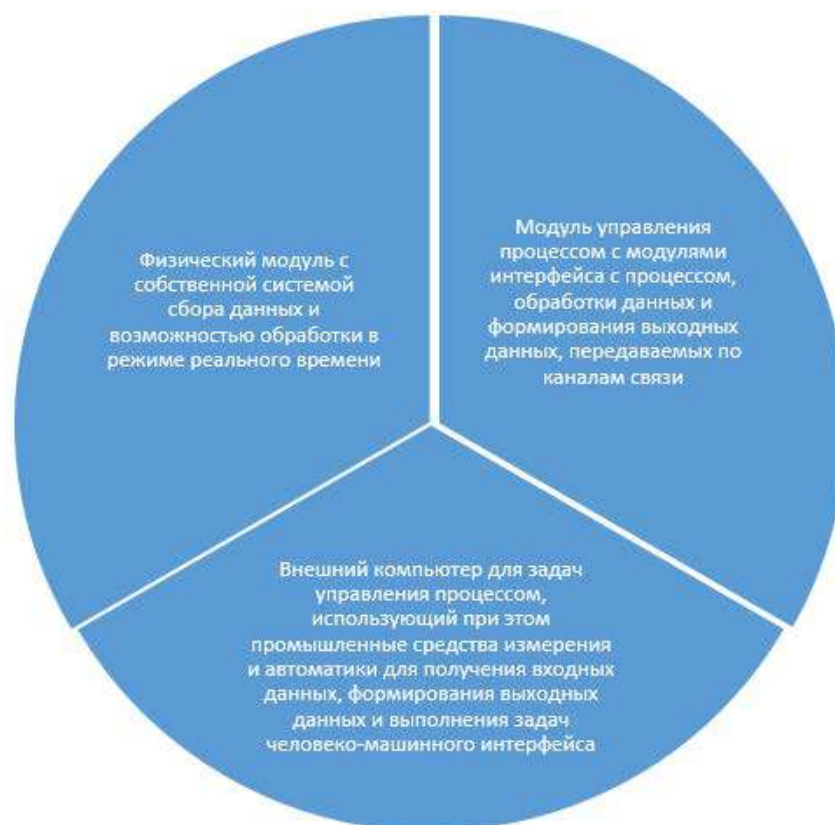 Физический модуль с
собственной системой
сбора данных и
возможностью обработки в
режиме реального времени
Модуль управления
процессом с модулями
интерфейса с процессом,
обработки данных и
формирования выходных
данных, передаваемых по
каналам связи
Внешний компьютер для задач
управления процессом,
использующий при этом
промышленные средства измерения
и автоматики для получения входных
данных, формирования выходных
данных и выполнения задач
человеко-машинного интерфейса